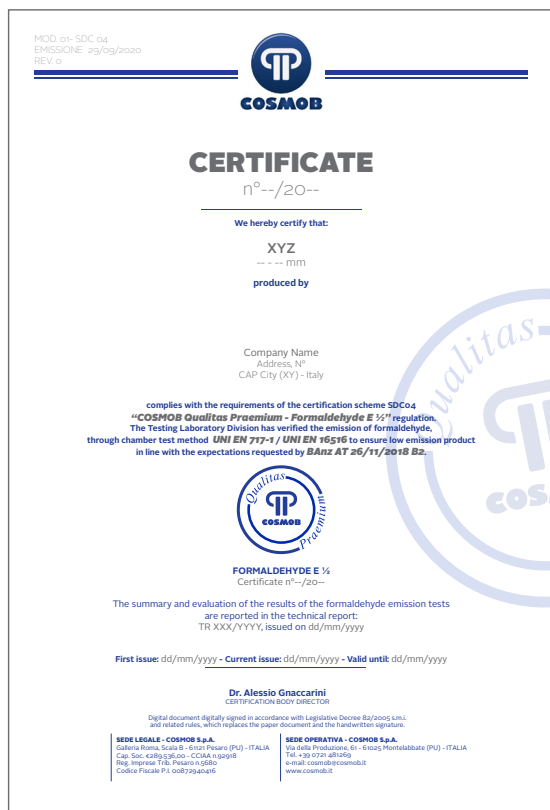 MOD. 01- SDC 04
EMISSIONE 29/09/2020
REV. 0
COSMOB
CERTIFICATE
n°--/20--
We hereby certify that:
XYZ
-- - -- mm
produced by
Company Name
Address, N°
CAP City (XY) - Italy
complies with the requirements of the certification scheme SDC04
“COSMOB Qualitas Praemium - Formaldehyde E ½” regulation.
The Testing Laboratory Division has verified the emission of formaldehyde,
through chamber test method UNI EN 717-1 / UNI EN 16516 to ensure low emission product
in line with the expectations requested by BAnz AT 26/11/2018 B2.
Qualitas
COSMOB
Praemium
Qualitas
COS
FORMALDEHYDE E ½
Certificate n°--/20--
The summary and evaluation of the results of the formaldehyde emission tests
are reported in the technical report:
TR XXX/YYYY, issued on dd/mm/yyyy
First issue: dd/mm/yyyy - Current issue: dd/mm/yyyy - Valid until: dd/mm/yyyy
Dr. Alessio Gnaccarini
CERTIFICATION BODY DIRECTOR
Digital document digitally signed in accordance with Legislative Decree 82/2005 s.m.i.
and related rules, which replaces the paper document and the handwritten signature.
SEDE LEGALE - COSMOB S.p.A.
Galleria Roma, Scala B - 61121 Pesaro (PU) - ITALIA
Cap. Soc. €289.536,00 - CCIAA n.92918
Reg. Imprese Trib. Pesaro n.5680
Codice Fiscale P.I. 00872940416
SEDE OPERATIVA - COSMOB S.p.A.
Via della Produzione, 61 - 61025 Montelabbate (PU) - ITALIA
Tel. +39 0721 481269
e-mail: cosmob@cosmob.it
www.cosmob.it